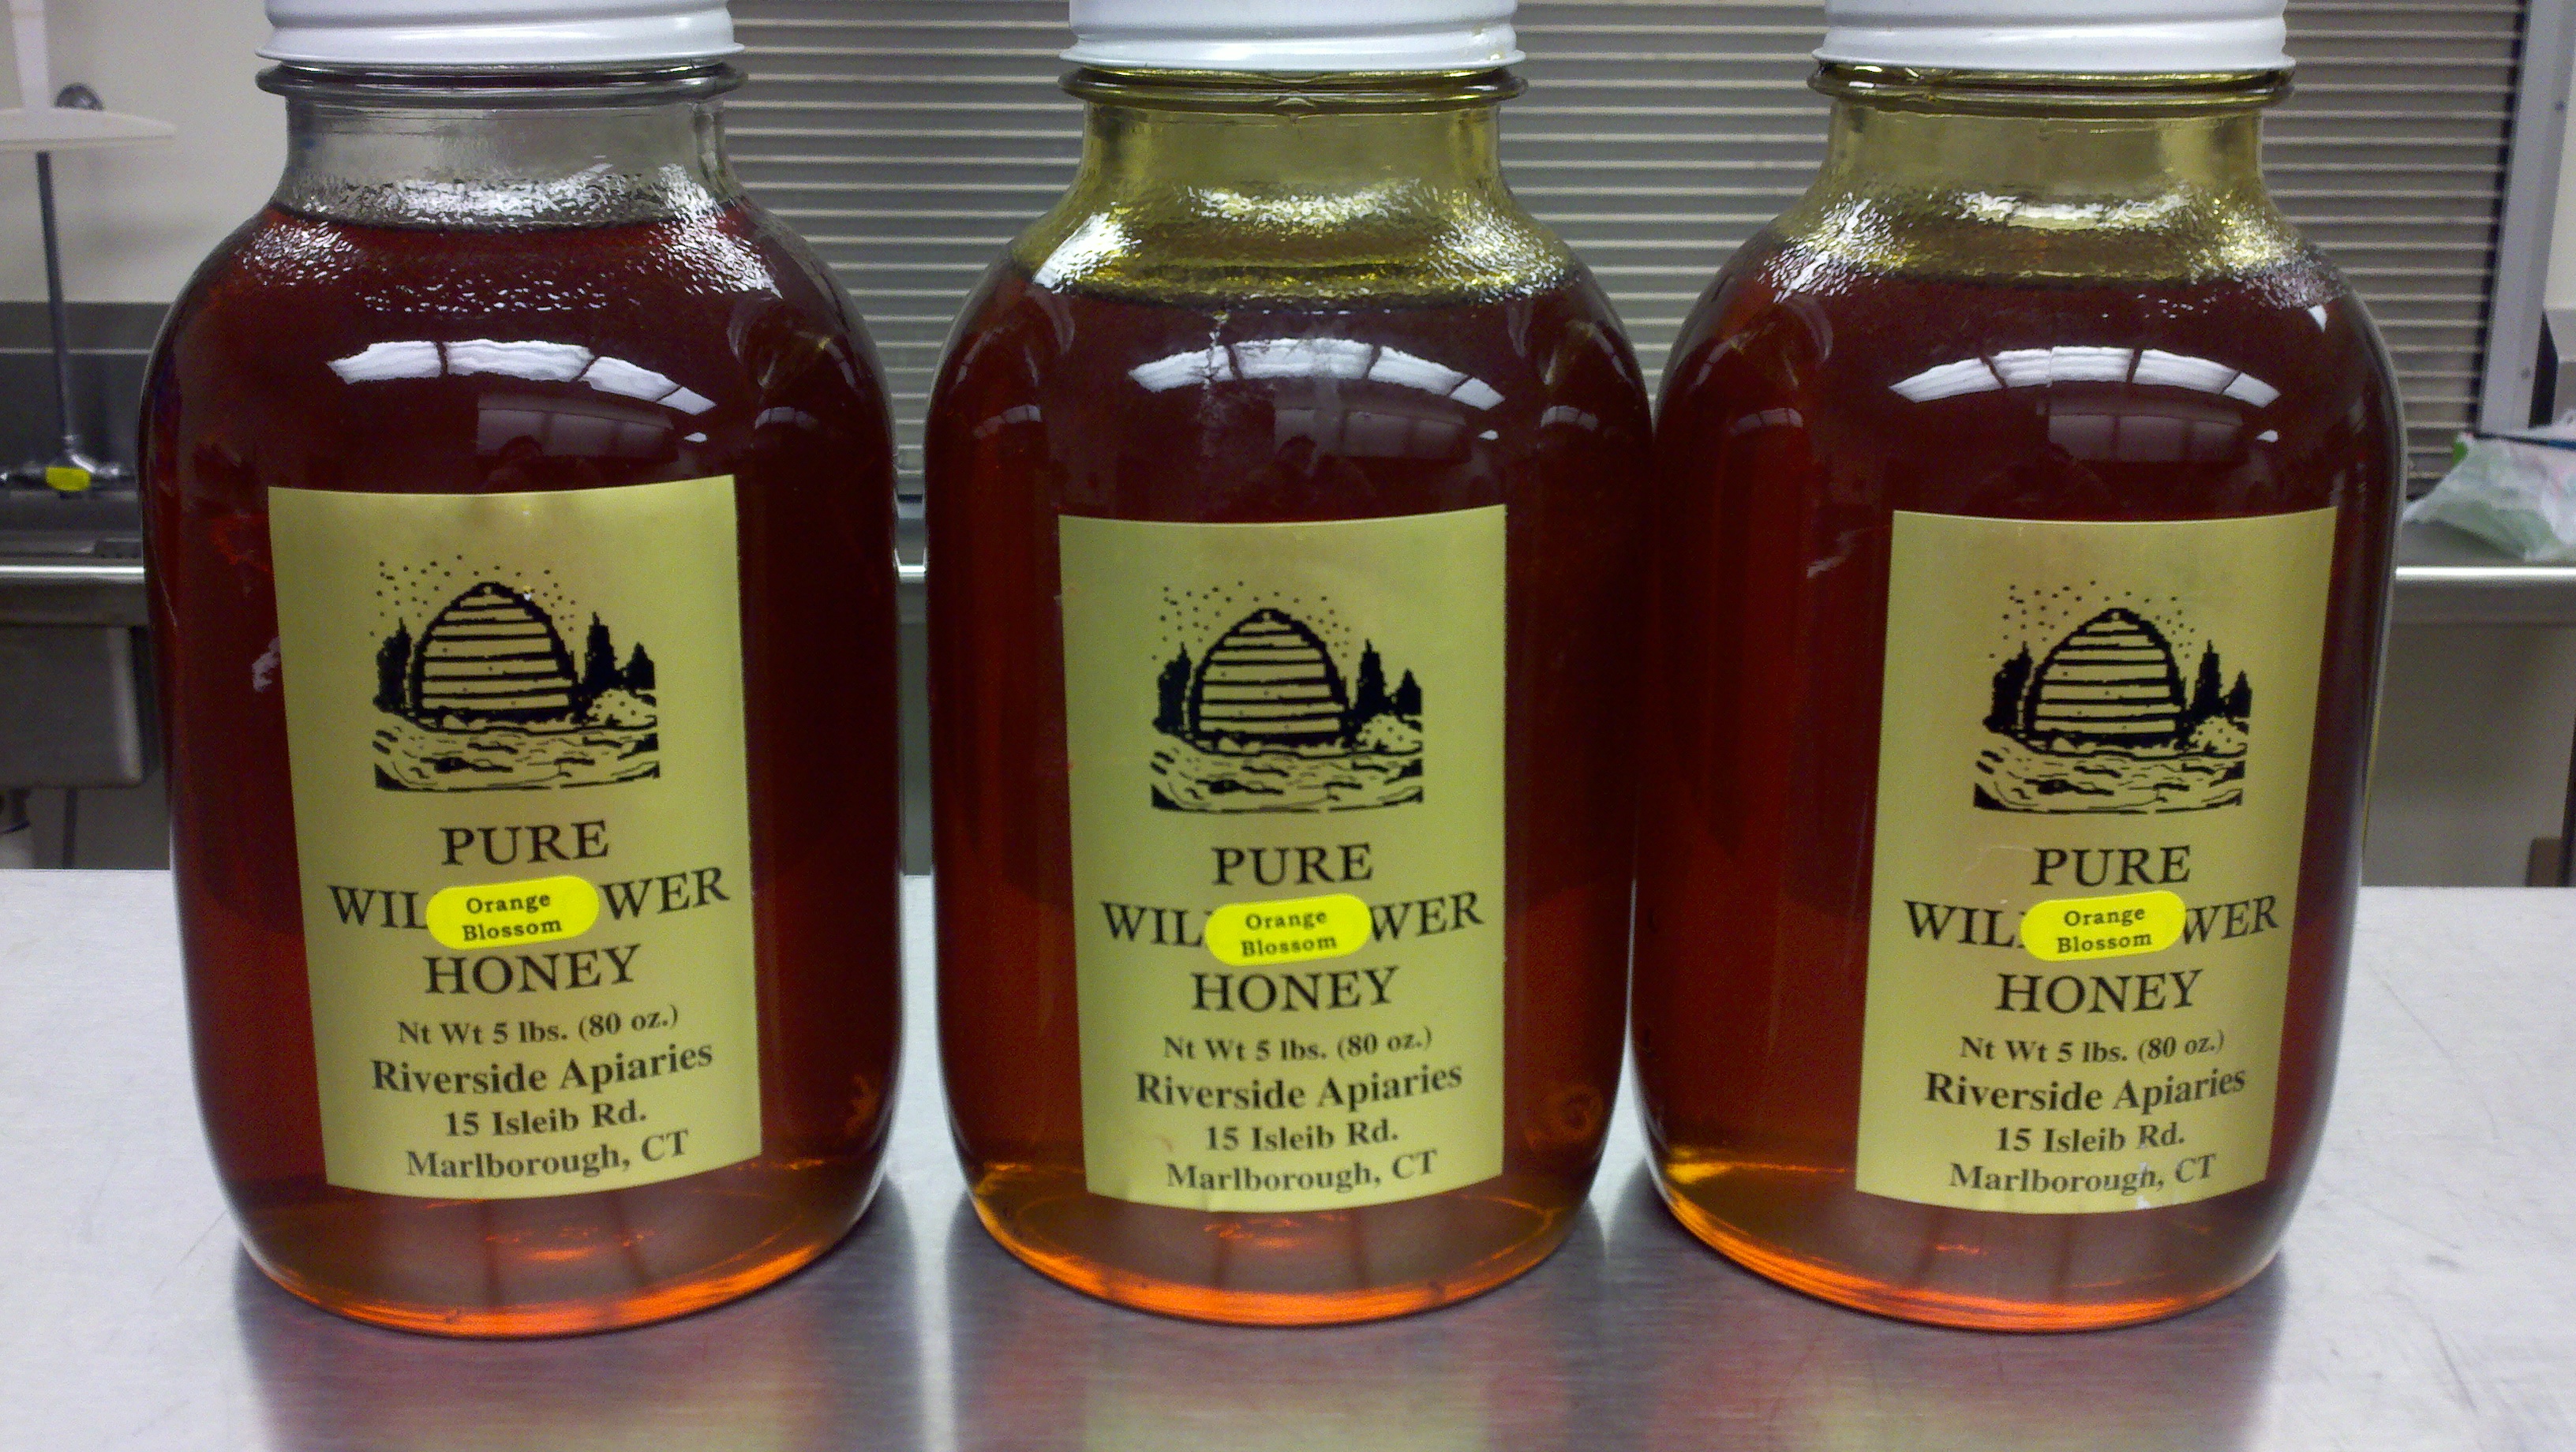 PURE
WIL WER
Orange
Blossom
HONEY
Nt Wt 5 lbs. (80 oz.)
Riverside Apiaries
15 Isleib Rd.
Marlborough, CT
PURE
WIL WER
Orange
Blossom
HONEY
Nt Wt 5 lbs. (80 oz.)
Riverside Apiaries
15 Isleib Rd.
Marlborough, CT
PURE
WIL WER
Orange
Blossom
HONEY
Nt Wt 5 lbs. (80 oz.)
Riverside Apiaries
15 Isleib Rd.
Marlborough, CT